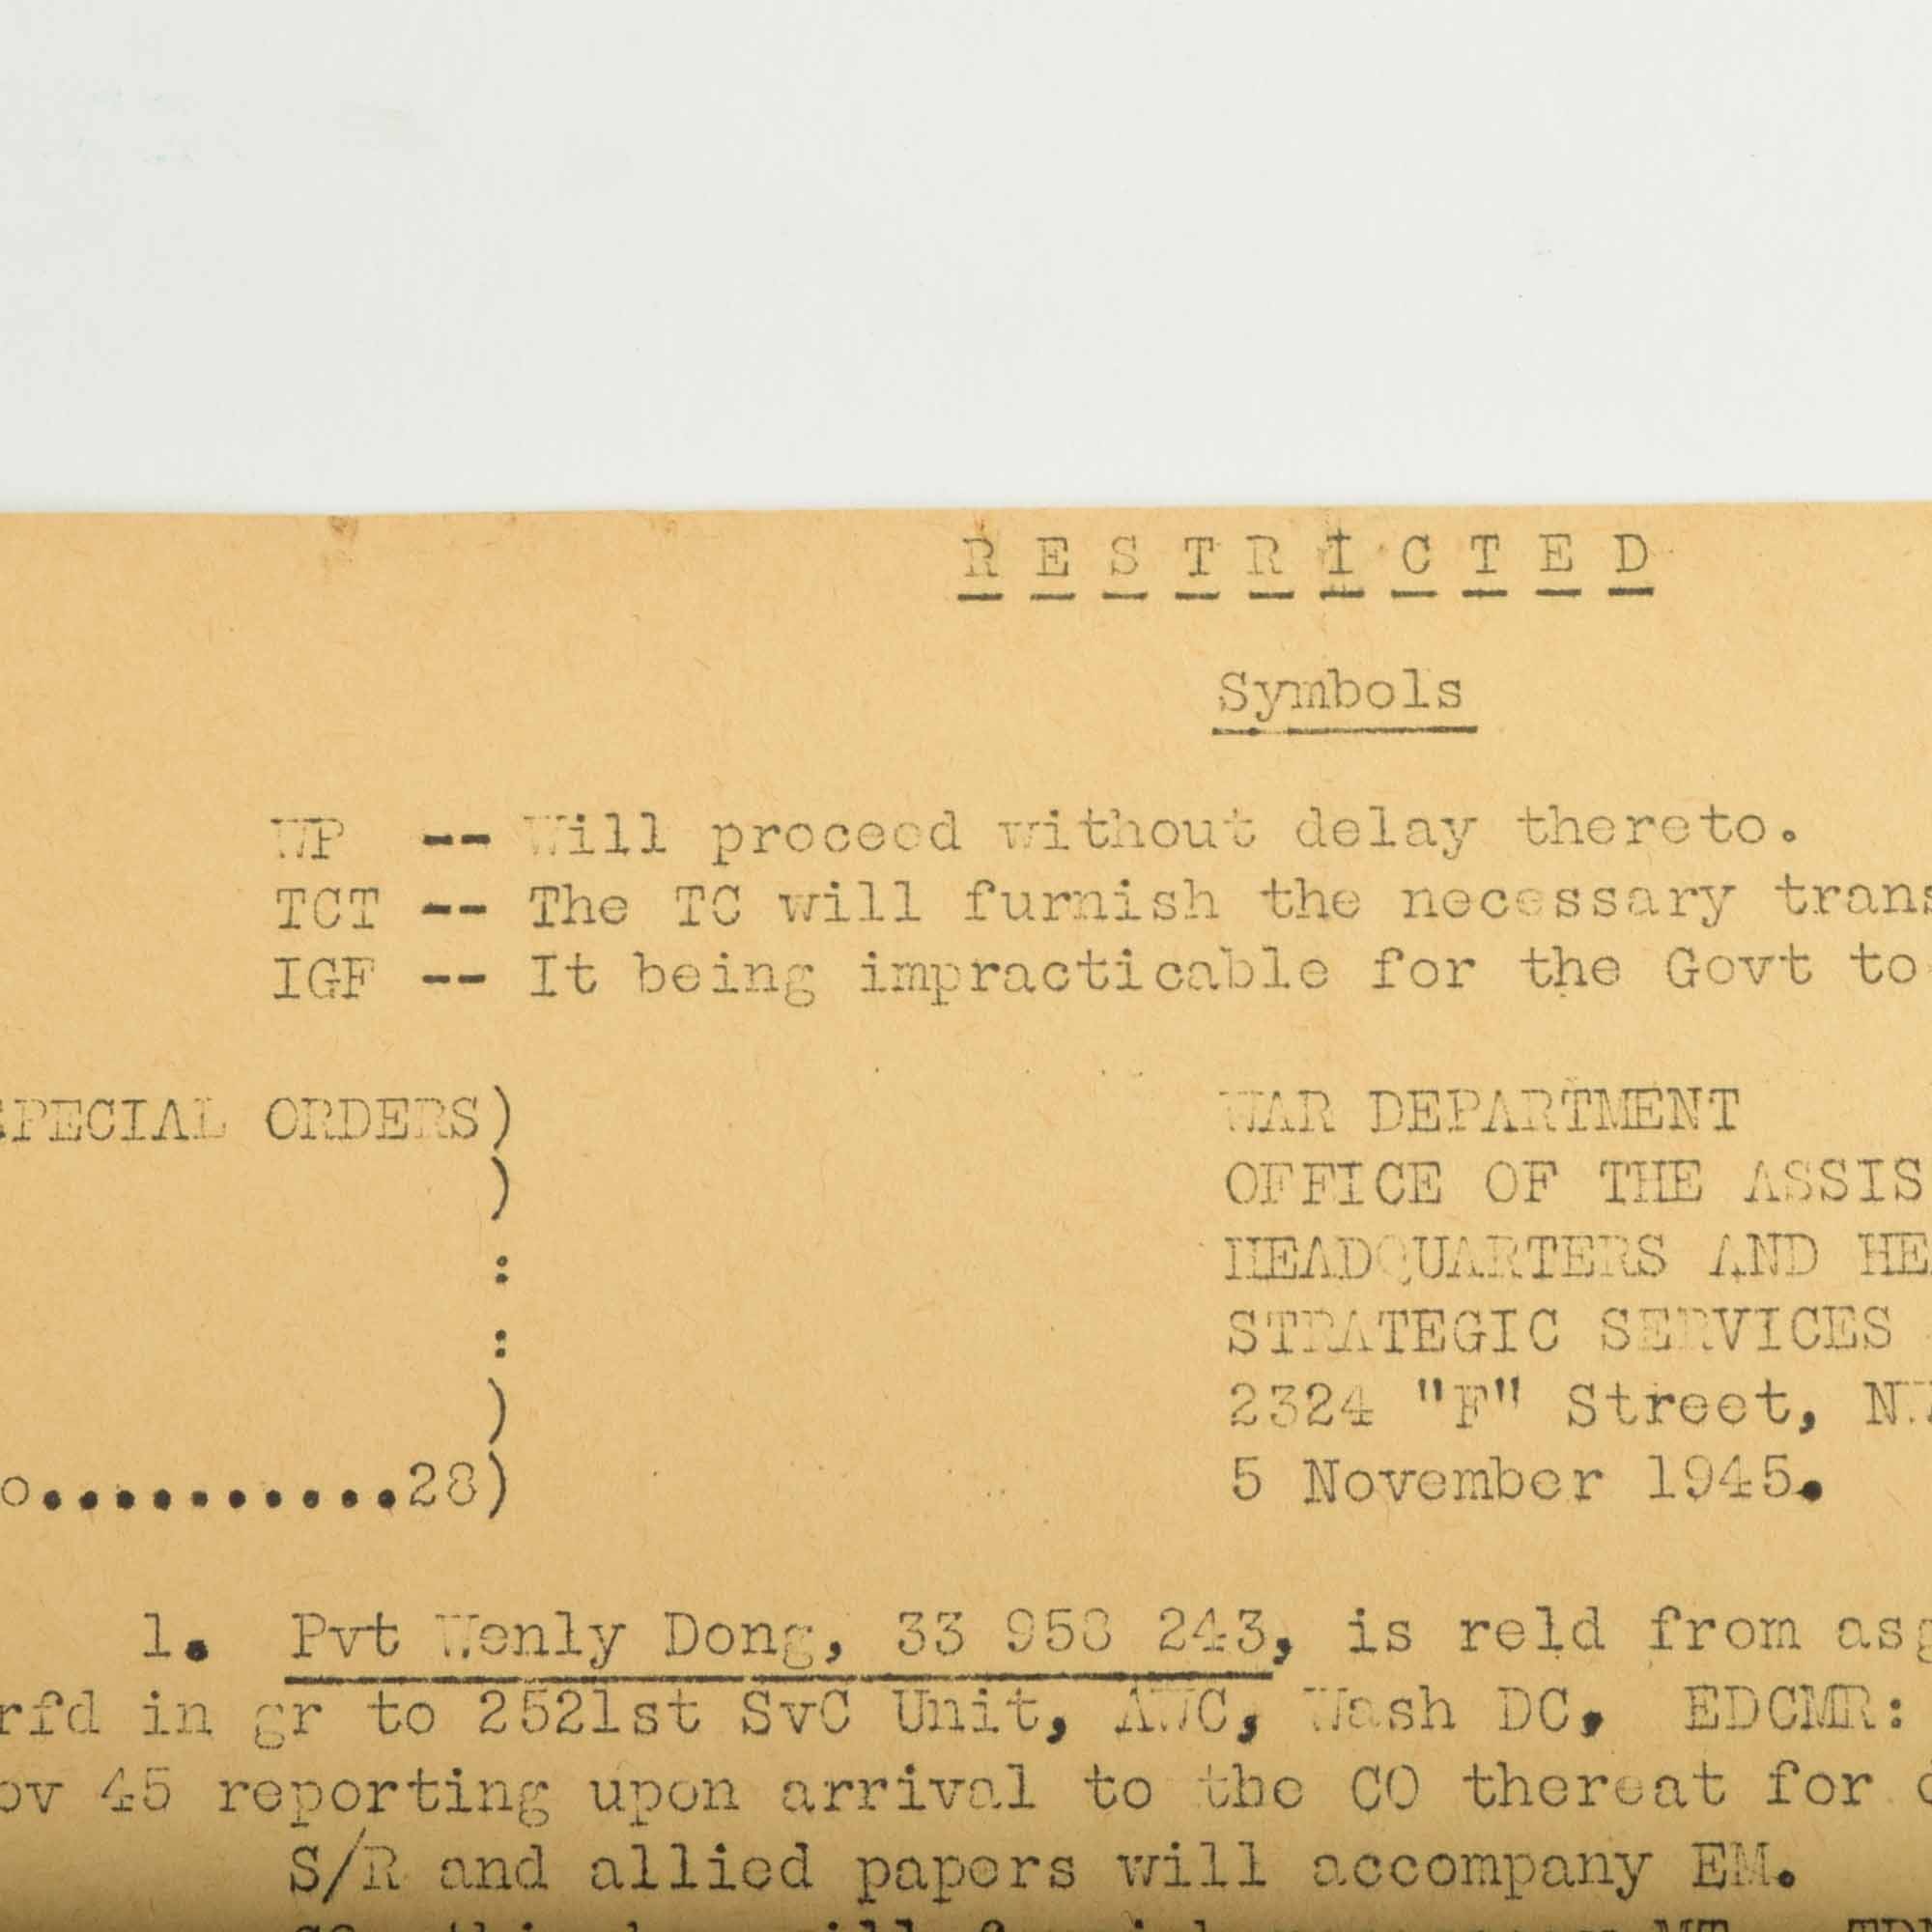 R E S T R I C T E D
Symbols
WP -- Will proceed without delay thereto.
TCT -- The TC will furnish the necessary trans
IGF -- It being impracticable for the Govt to
SPECIAL ORDERS) WAR DEPARTMENT
) OFFICE OF THE ASSIS
: HEADQUARTERS AND HE
: STRATEGIC SERVICES
) 2324 "F" Street, NW
o...........28) 5 November 1945.
1. Pvt Wenly Dong, 33 958 243, is reld from asg
rfd in gr to 2521st SvC Unit, AWC, Wash DC, EDCMR:
ov 45 reporting upon arrival to the CO thereat for
S/R and allied papers will accompany EM.